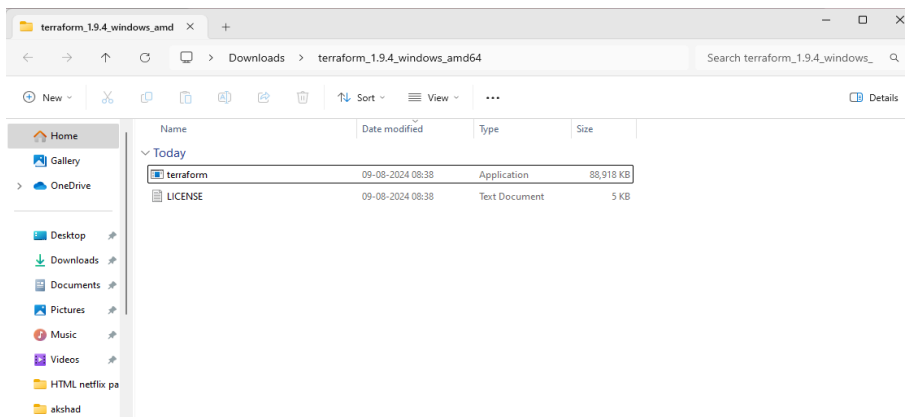 terraform_1.9.4_windows_amd
Downloads > terraform_1.9.4_windows_amd64
Search terraform_1.9.4_windows_
New
Sort
View
Details
Name Date modified Type Size
Today
terraform 09-08-2024 08:38 Application 88,918 KB
LICENSE 09-08-2024 08:38 Text Document 5 KB
Home
Gallery
OneDrive
Desktop
Downloads
Documents
Pictures
Music
Videos
HTML netflix pa
akshad